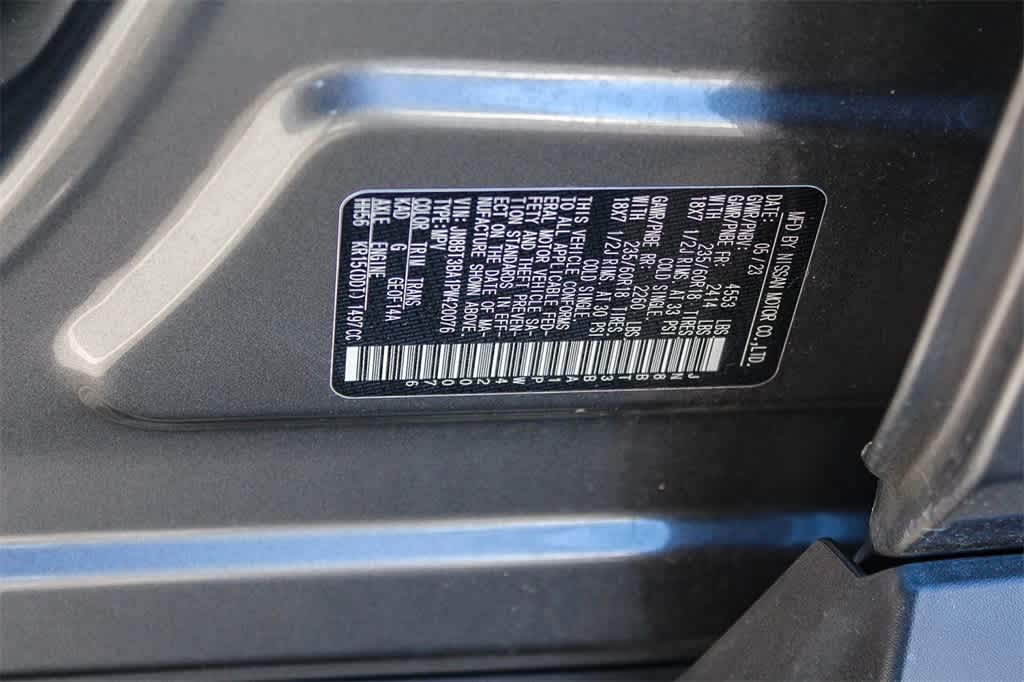 MFD BY NISSAN MOTOR CO.,LTD.
DATE: 05/23
GVWR/PNBV: 4553 LBS
GAWR/PNBE FR: 2414 LBS
WITH 235/60R18 TIRES
18X7 1/2J RIMS AT 33 PSI
COLD SINGLE
GAWR/PNBE RR: 2260 LBS
WITH 235/60R18 TIRES
18X7 1/2J RIMS AT 30 PSI
COLD SINGLE
THIS VEHICLE CONFORMS
TO ALL APPLICABLE FED-
ERAL MOTOR VEHICLE SA-
FETY AND THEFT PREVEN-
TION STANDARDS IN EFF-
ECT ON THE DATE OF MA-
NUFACTURE SHOWN ABOVE.
VIN: JN8BT3BA1PW420076
TYPE: MPV
COLOR TRIM TRANS
KAD G GE0F14A
AXLE ENGINE
HH56 KR15(DDT) 1497CC
JN8BT3BA1PW420076